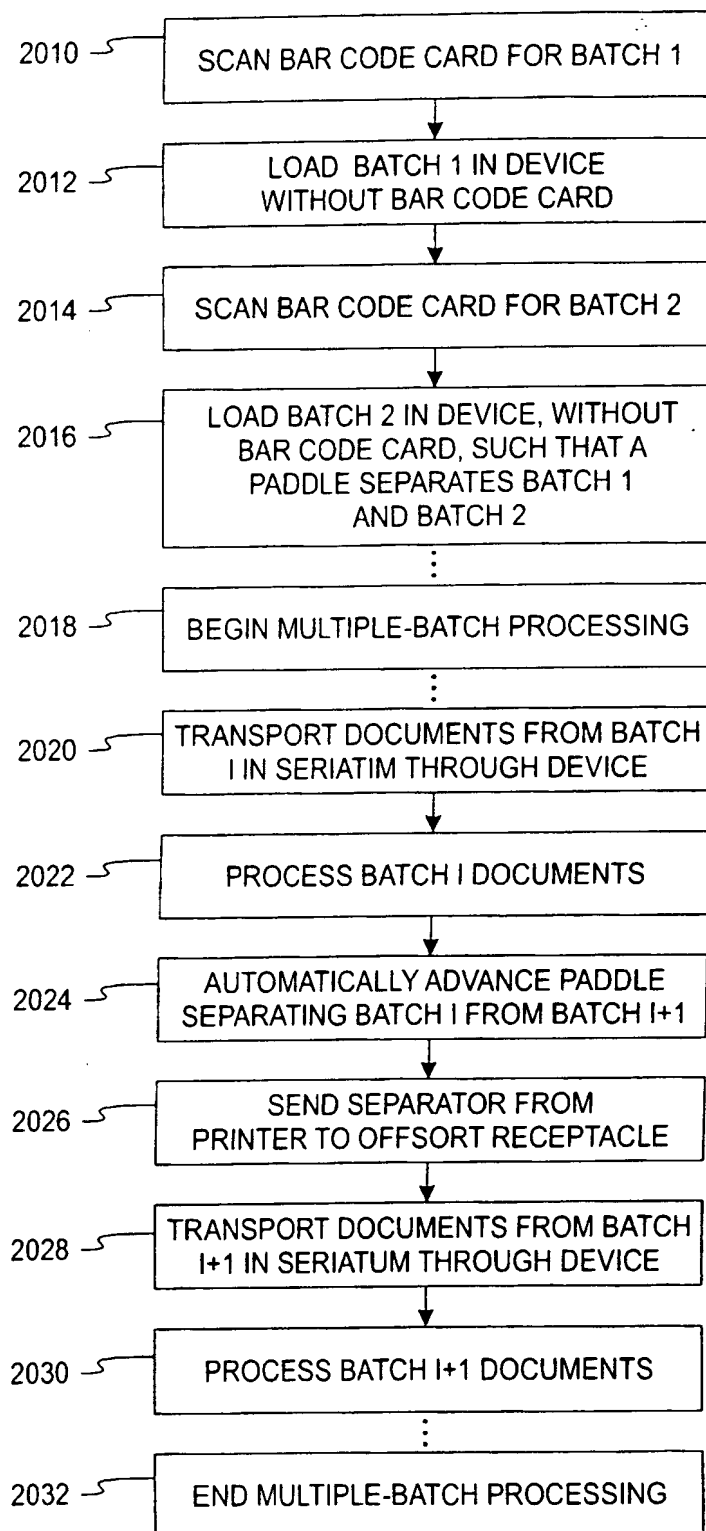 2010
SCAN BAR CODE CARD FOR BATCH 1
2012
LOAD BATCH 1 IN DEVICE
WITHOUT BAR CODE CARD
2014
SCAN BAR CODE CARD FOR BATCH 2
2016
LOAD BATCH 2 IN DEVICE, WITHOUT
BAR CODE CARD, SUCH THAT A
PADDLE SEPARATES BATCH 1
AND BATCH 2
2018
BEGIN MULTIPLE-BATCH PROCESSING
2020
TRANSPORT DOCUMENTS FROM BATCH
I IN SERIATIM THROUGH DEVICE
2022
PROCESS BATCH I DOCUMENTS
2024
AUTOMATICALLY ADVANCE PADDLE
SEPARATING BATCH I FROM BATCH I+1
2026
SEND SEPARATOR FROM
PRINTER TO OFFSORT RECEPTACLE
2028
TRANSPORT DOCUMENTS FROM BATCH
I+1 IN SERIATUM THROUGH DEVICE
2030
PROCESS BATCH I+1 DOCUMENTS
2032
END MULTIPLE-BATCH PROCESSING